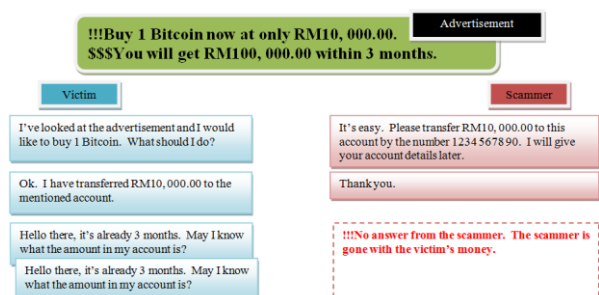 Advertisement
!!!Buy 1 Bitcoin now at only RM10, 000.00.
$$$You will get RM100, 000.00 within 3 months.
Victim
Scammer
I've looked at the advertisement and I would
like to buy 1 Bitcoin. What should I do?
It's easy. Please transfer RM10, 000.00 to this
account by the number 1234 567890. I will give
your account details later.
Ok. I have transferred RM10, 000.00 to the
mentioned account.
Thank you.
Hello there, it's already 3 months. May I know
what the amount in my account is?
!!!No answer from the scammer. The scammer is
gone with the victim's money.
Hello there, it's already 3 months. May I know
what the amount in my account is?